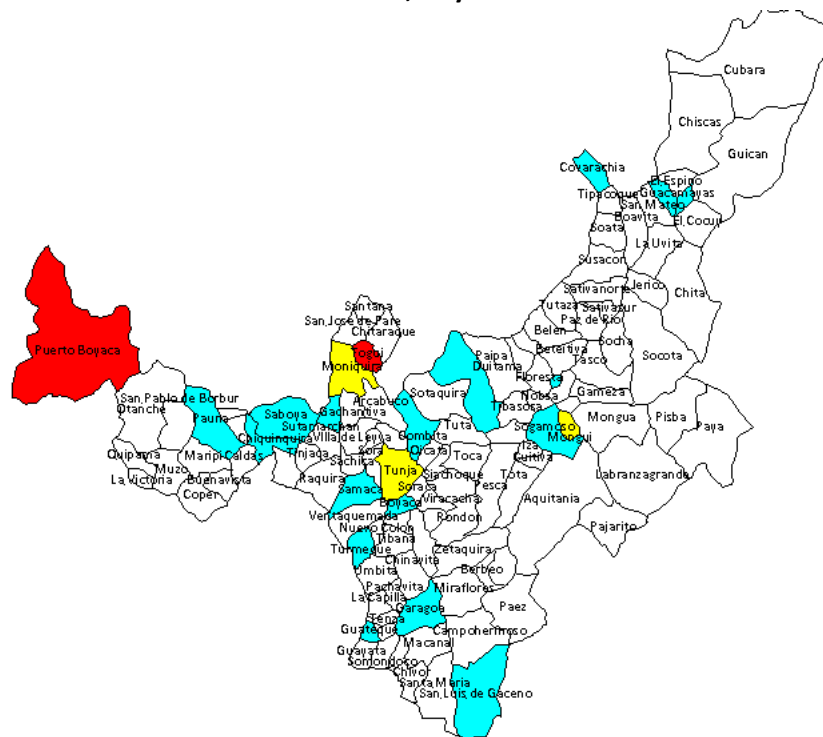 Cubara
Chiscas
Guican
Covarachia
El Espino
Tipacoque
Guacamayas
San Mateo
Boavita
El Cocuy
Soata
La Uvita
Susacon
Sativanorte
Jerico
Chita
Santana
Tutaza
Sativasur
San Jose de Pare
Paz de Rio
Chitaraque
Belen
Socha
Puerto Boyaca
Togui
Paipa
Beteitiva
Socota
Moniquira
Duitama
Tasco
Floresta
San Pablo de Borbur
Sotaquira
Nobsa
Gameza
Otanche
Arcabuco
Tibasosa
Pauna
Saboya
Gachantiva
Mongua
Pisba
Sutamarchan
Tuta
Sogamoso
Paya
Chiquinquira
Villa de Leyva
Combita
Mongui
Maripi
Caldas
Tinjaca
Sora
Oicata
Iza
Quipama
Sachica
Toca
Cuitiva
Muzo
Tunja
La Victoria
Buenavista
Raquira
Siachoque
Tota
Labranzagrande
Samaca
Soraca
Pesca
Coper
Viracacha
Aquitania
Ventaquemada
Boyaca
Rondon
Nuevo Colon
Pajarito
Turmeque
Tibana
Zetaquira
Umbita
Chinavita
Berbeo
Pachavita
Miraflores
La Capilla
Garagoa
Paez
Tenza
Guateque
Campohermoso
Guayata
Macanal
Somondoco
Chivor
Santa Maria
San Luis de Gaceno